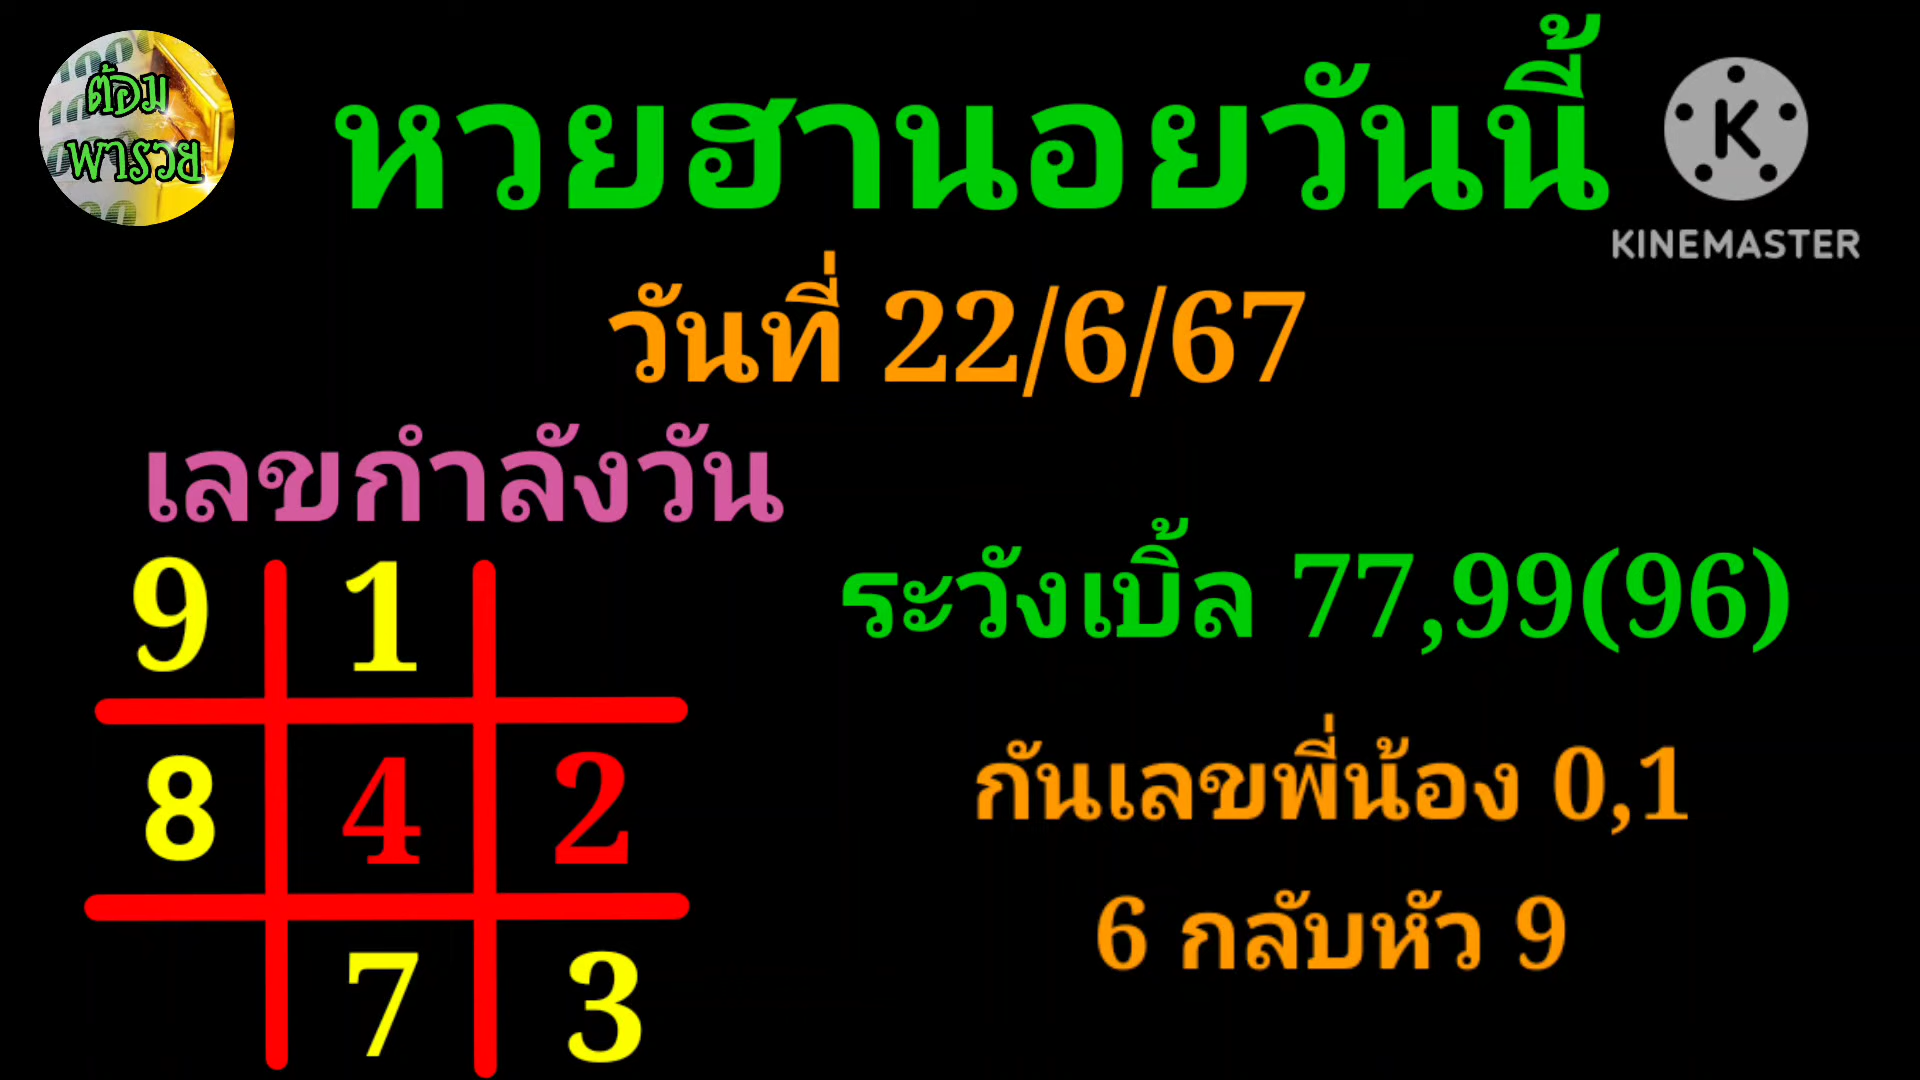 ต้อม
พารวย
หวยฮานอยวันนี้
KINEMASTER
วันที่ 22/6/67
เลขกำลังวัน
9 1
8 4 2
7 3
ระวังเบิ้ล 77,99(96)
กันเลขพี่น้อง 0,1
6 กลับหัว 9